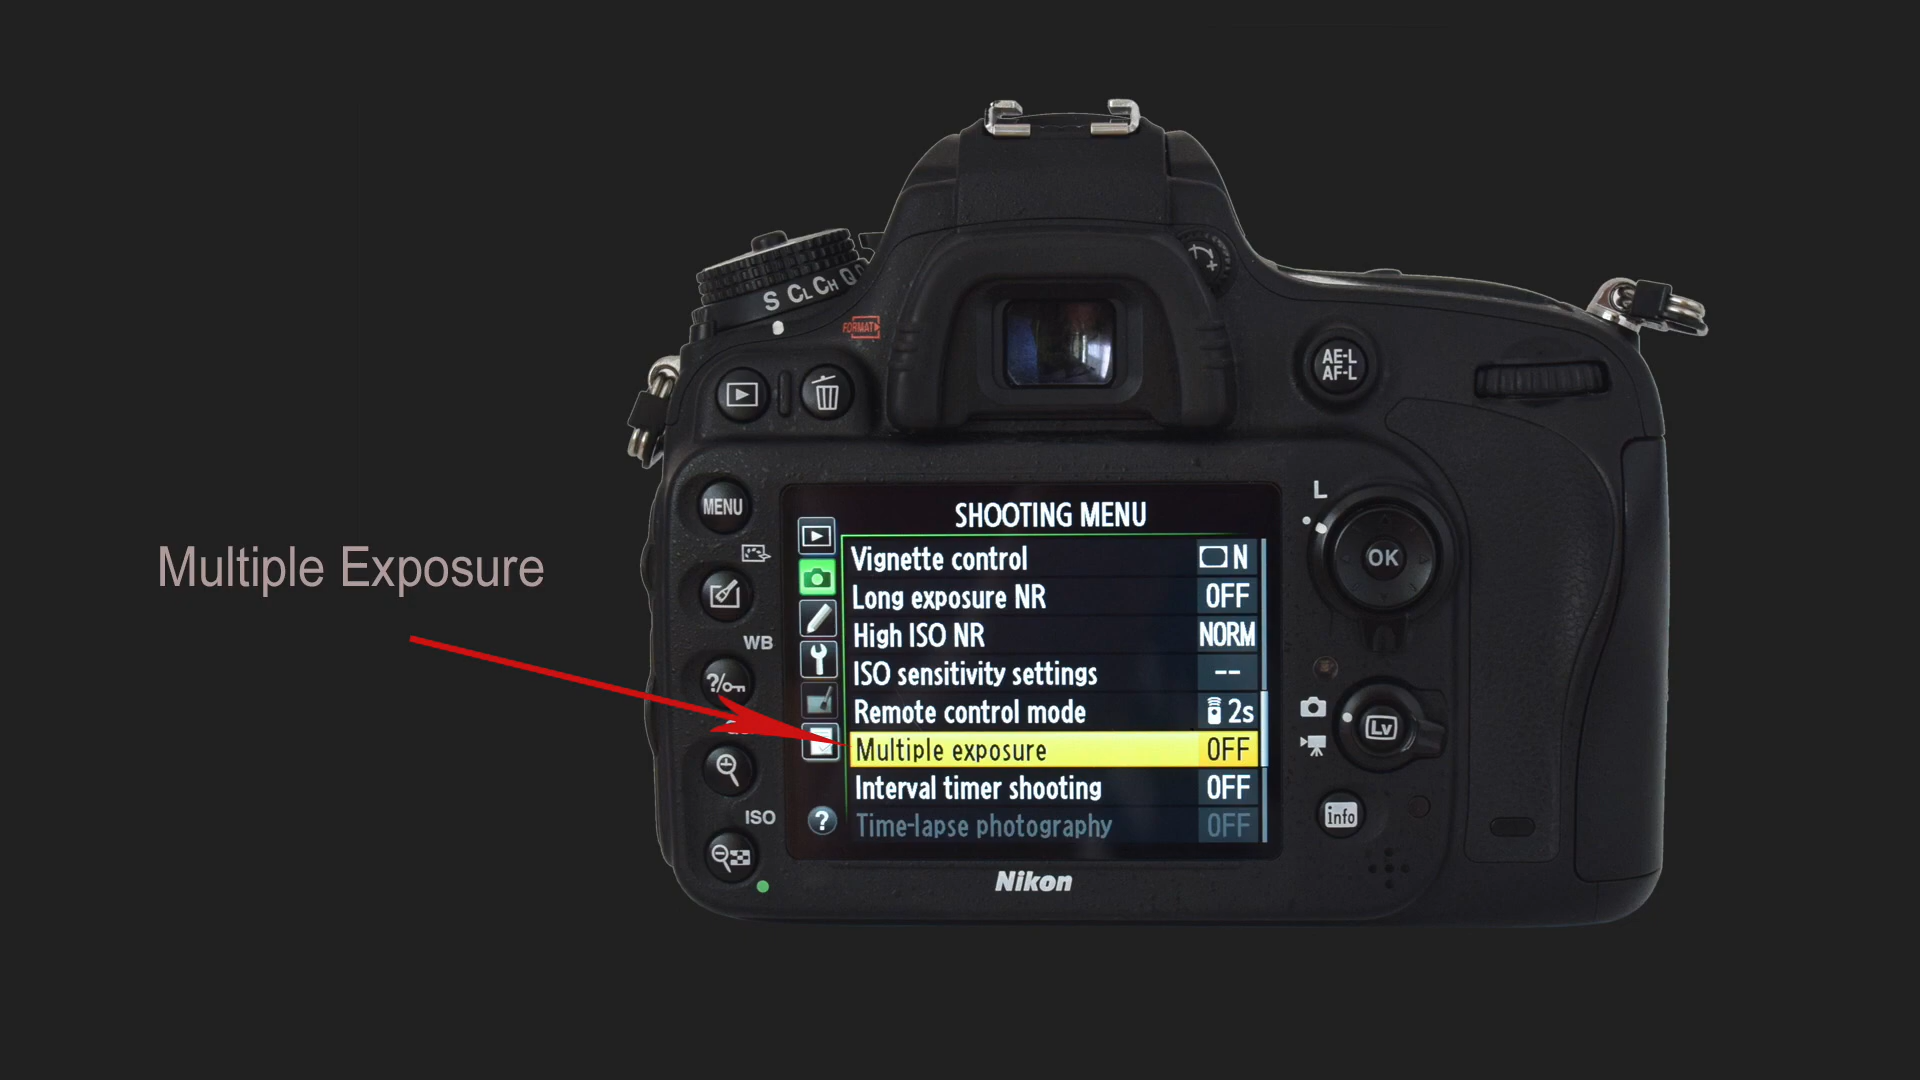 S CL CH Q
FORMAT
AE-L
AF-L
MENU
SHOOTING MENU
L
Vignette control N
OK
Long exposure NR OFF
Multiple Exposure
High ISO NR NORM
WB
ISO sensitivity settings --
?/
Remote control mode 2s
Lv
Multiple exposure OFF
Interval timer shooting OFF
ISO
? Time-lapse photography OFF
info
Nikon